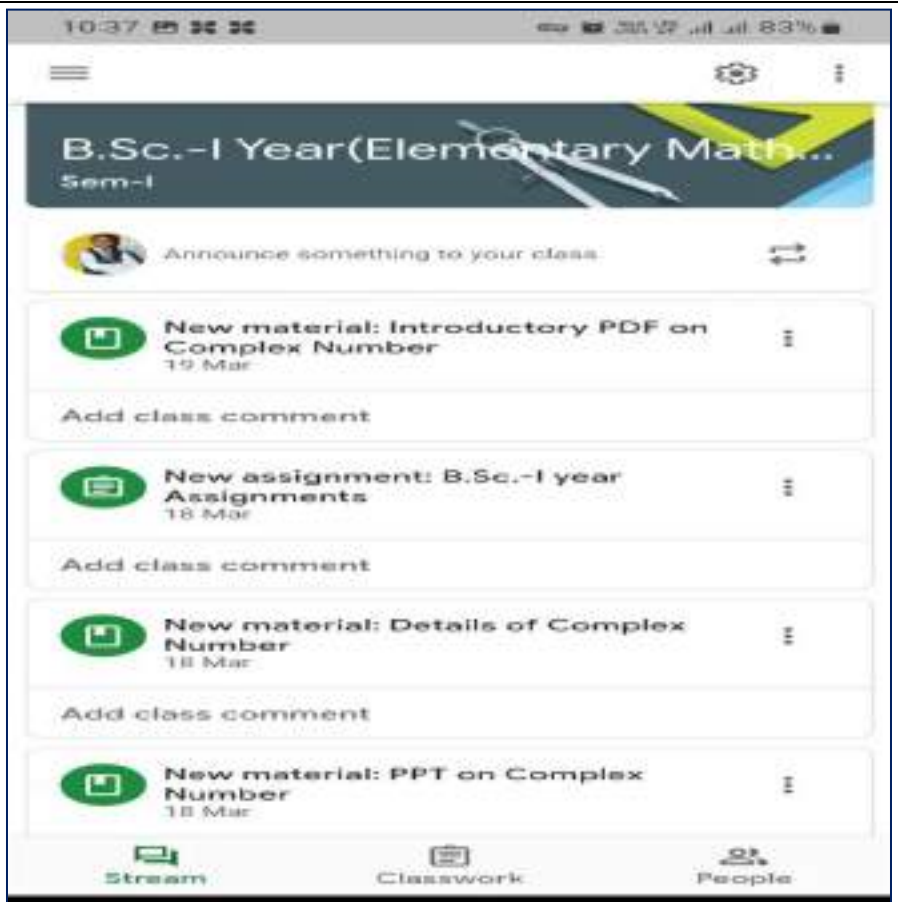 10:37
83%
B.Sc.-I Year(Elementary Math...
Sem-I
Announce something to your class
New material: Introductory PDF on
Complex Number
19 Mar
Add class comment
New assignment: B.Sc.-I year
Assignments
18 Mar
Add class comment
New material: Details of Complex
Number
18 Mar
Add class comment
New material: PPT on Complex
Number
18 Mar
Stream
Classwork
People